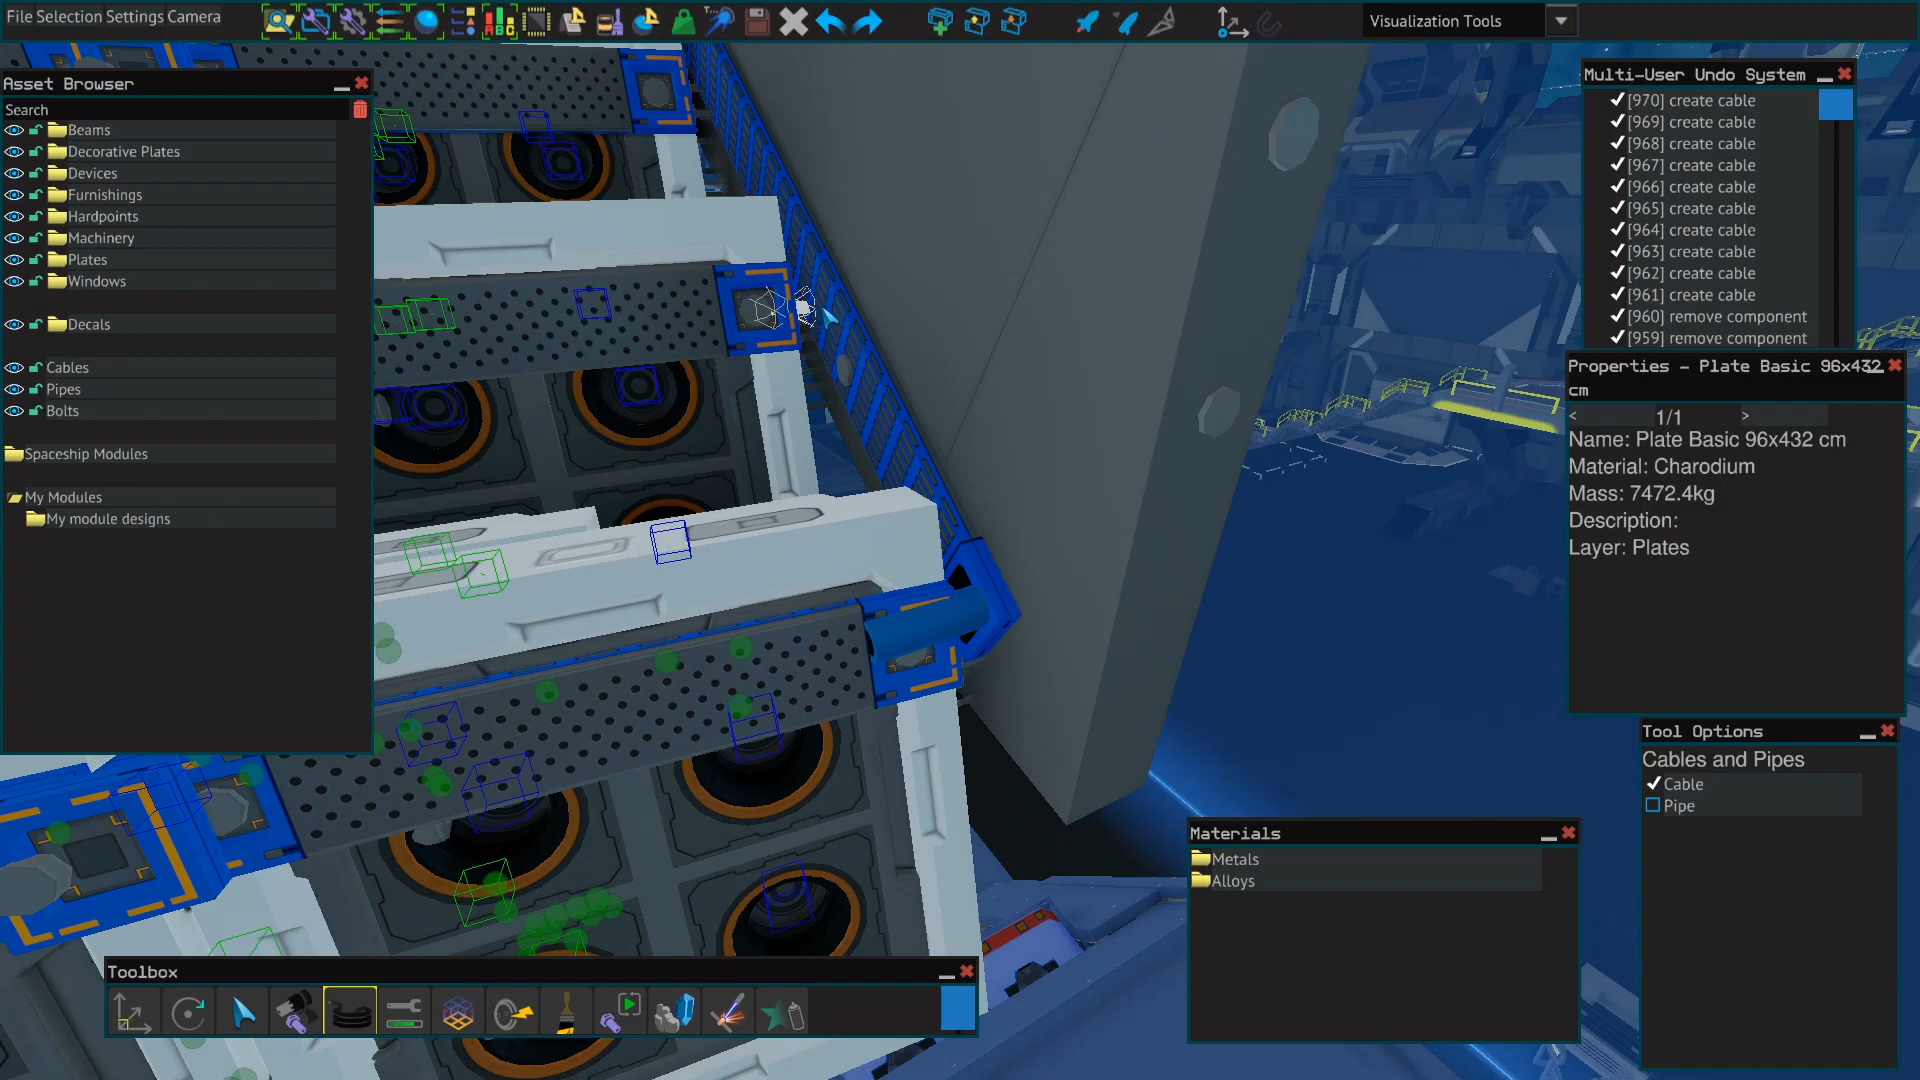 File Selection Settings Camera
Visualization Tools
Asset Browser
Search
Beams
Decorative Plates
Devices
Furnishings
Hardpoints
Machinery
Plates
Windows
Decals
Cables
Pipes
Bolts
Spaceship Modules
My Modules
My module designs
Multi-User Undo System
[970] create cable
[969] create cable
[968] create cable
[967] create cable
[966] create cable
[965] create cable
[964] create cable
[963] create cable
[962] create cable
[961] create cable
[960] remove component
[959] remove component
Properties - Plate Basic 96x432
cm
< 1/1 >
Name: Plate Basic 96x432 cm
Material: Charodium
Mass: 7472.4kg
Description:
Layer: Plates
Tool Options
Cables and Pipes
Cable
Pipe
Materials
Metals
Alloys
Toolbox